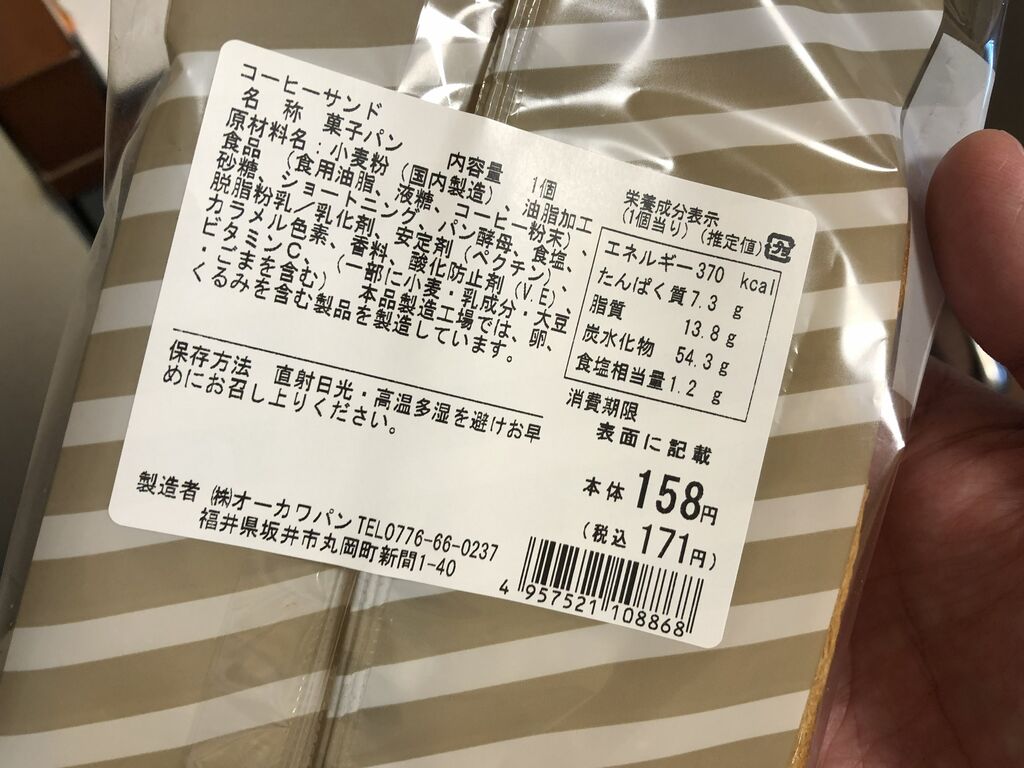 コーヒーサンド
名 称 菓子パン 内容量 1個
原材料名：小麦粉（国内製造）、油脂加工
食品（食用油脂、液糖、コーヒー粉末）、
砂糖、ショートニング、パン酵母、食塩、
脱脂粉乳／乳化剤、安定剤（ペクチン）、
カラメル色素、香料、酸化防止剤（V.E）、
ビタミンC、（一部に小麦・乳成分・大豆
・ごまを含む） 本品製造工場では、卵、
くるみを含む製品を製造しています。
保存方法 直射日光・高温多湿を避けお早
めにお召し上りください。
製造者 ㈱オーカワパン TEL0776-66-0237
福井県坂井市丸岡町新間1-40
栄養成分表示
(1個当り)(推定値)
エネルギー370 kcal
たんぱく質7.3 g
脂質 13.8 g
炭水化物 54.3 g
食塩相当量1.2 g
消費期限
表面に記載
本体 158円
(税込 171円)
4 957521 108868